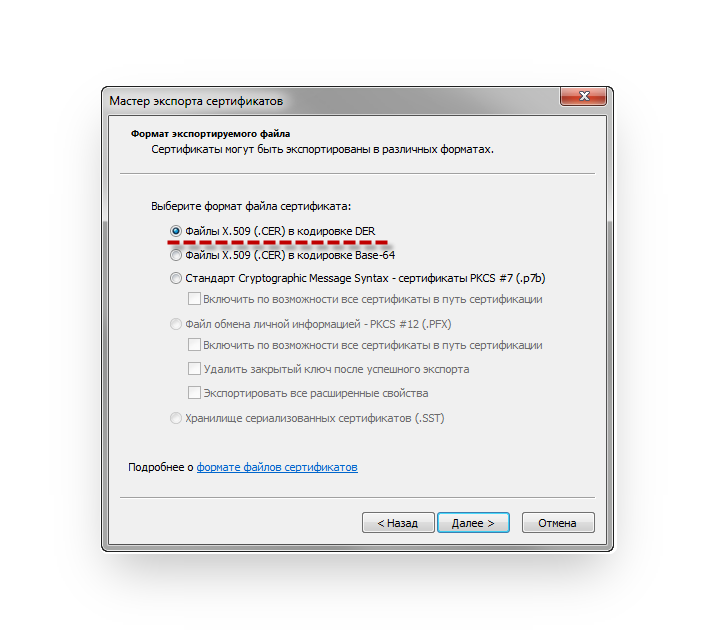 Мастер экспорта сертификатов
Формат экспортируемого файла
Сертификаты могут быть экспортированы в различных форматах.
Выберите формат файла сертификата:
Файлы X.509 (.CER) в кодировке DER
Файлы X.509 (.CER) в кодировке Base-64
Стандарт Cryptographic Message Syntax - сертификаты PKCS #7 (.p7b)
Включить по возможности все сертификаты в путь сертификации
Файл обмена личной информацией - PKCS #12 (.PFX)
Включить по возможности все сертификаты в путь сертификации
Удалить закрытый ключ после успешного экспорта
Экспортировать все расширенные свойства
Хранилище сериализованных сертификатов (.SST)
Подробнее о формате файлов сертификатов
< Назад Далее > Отмена